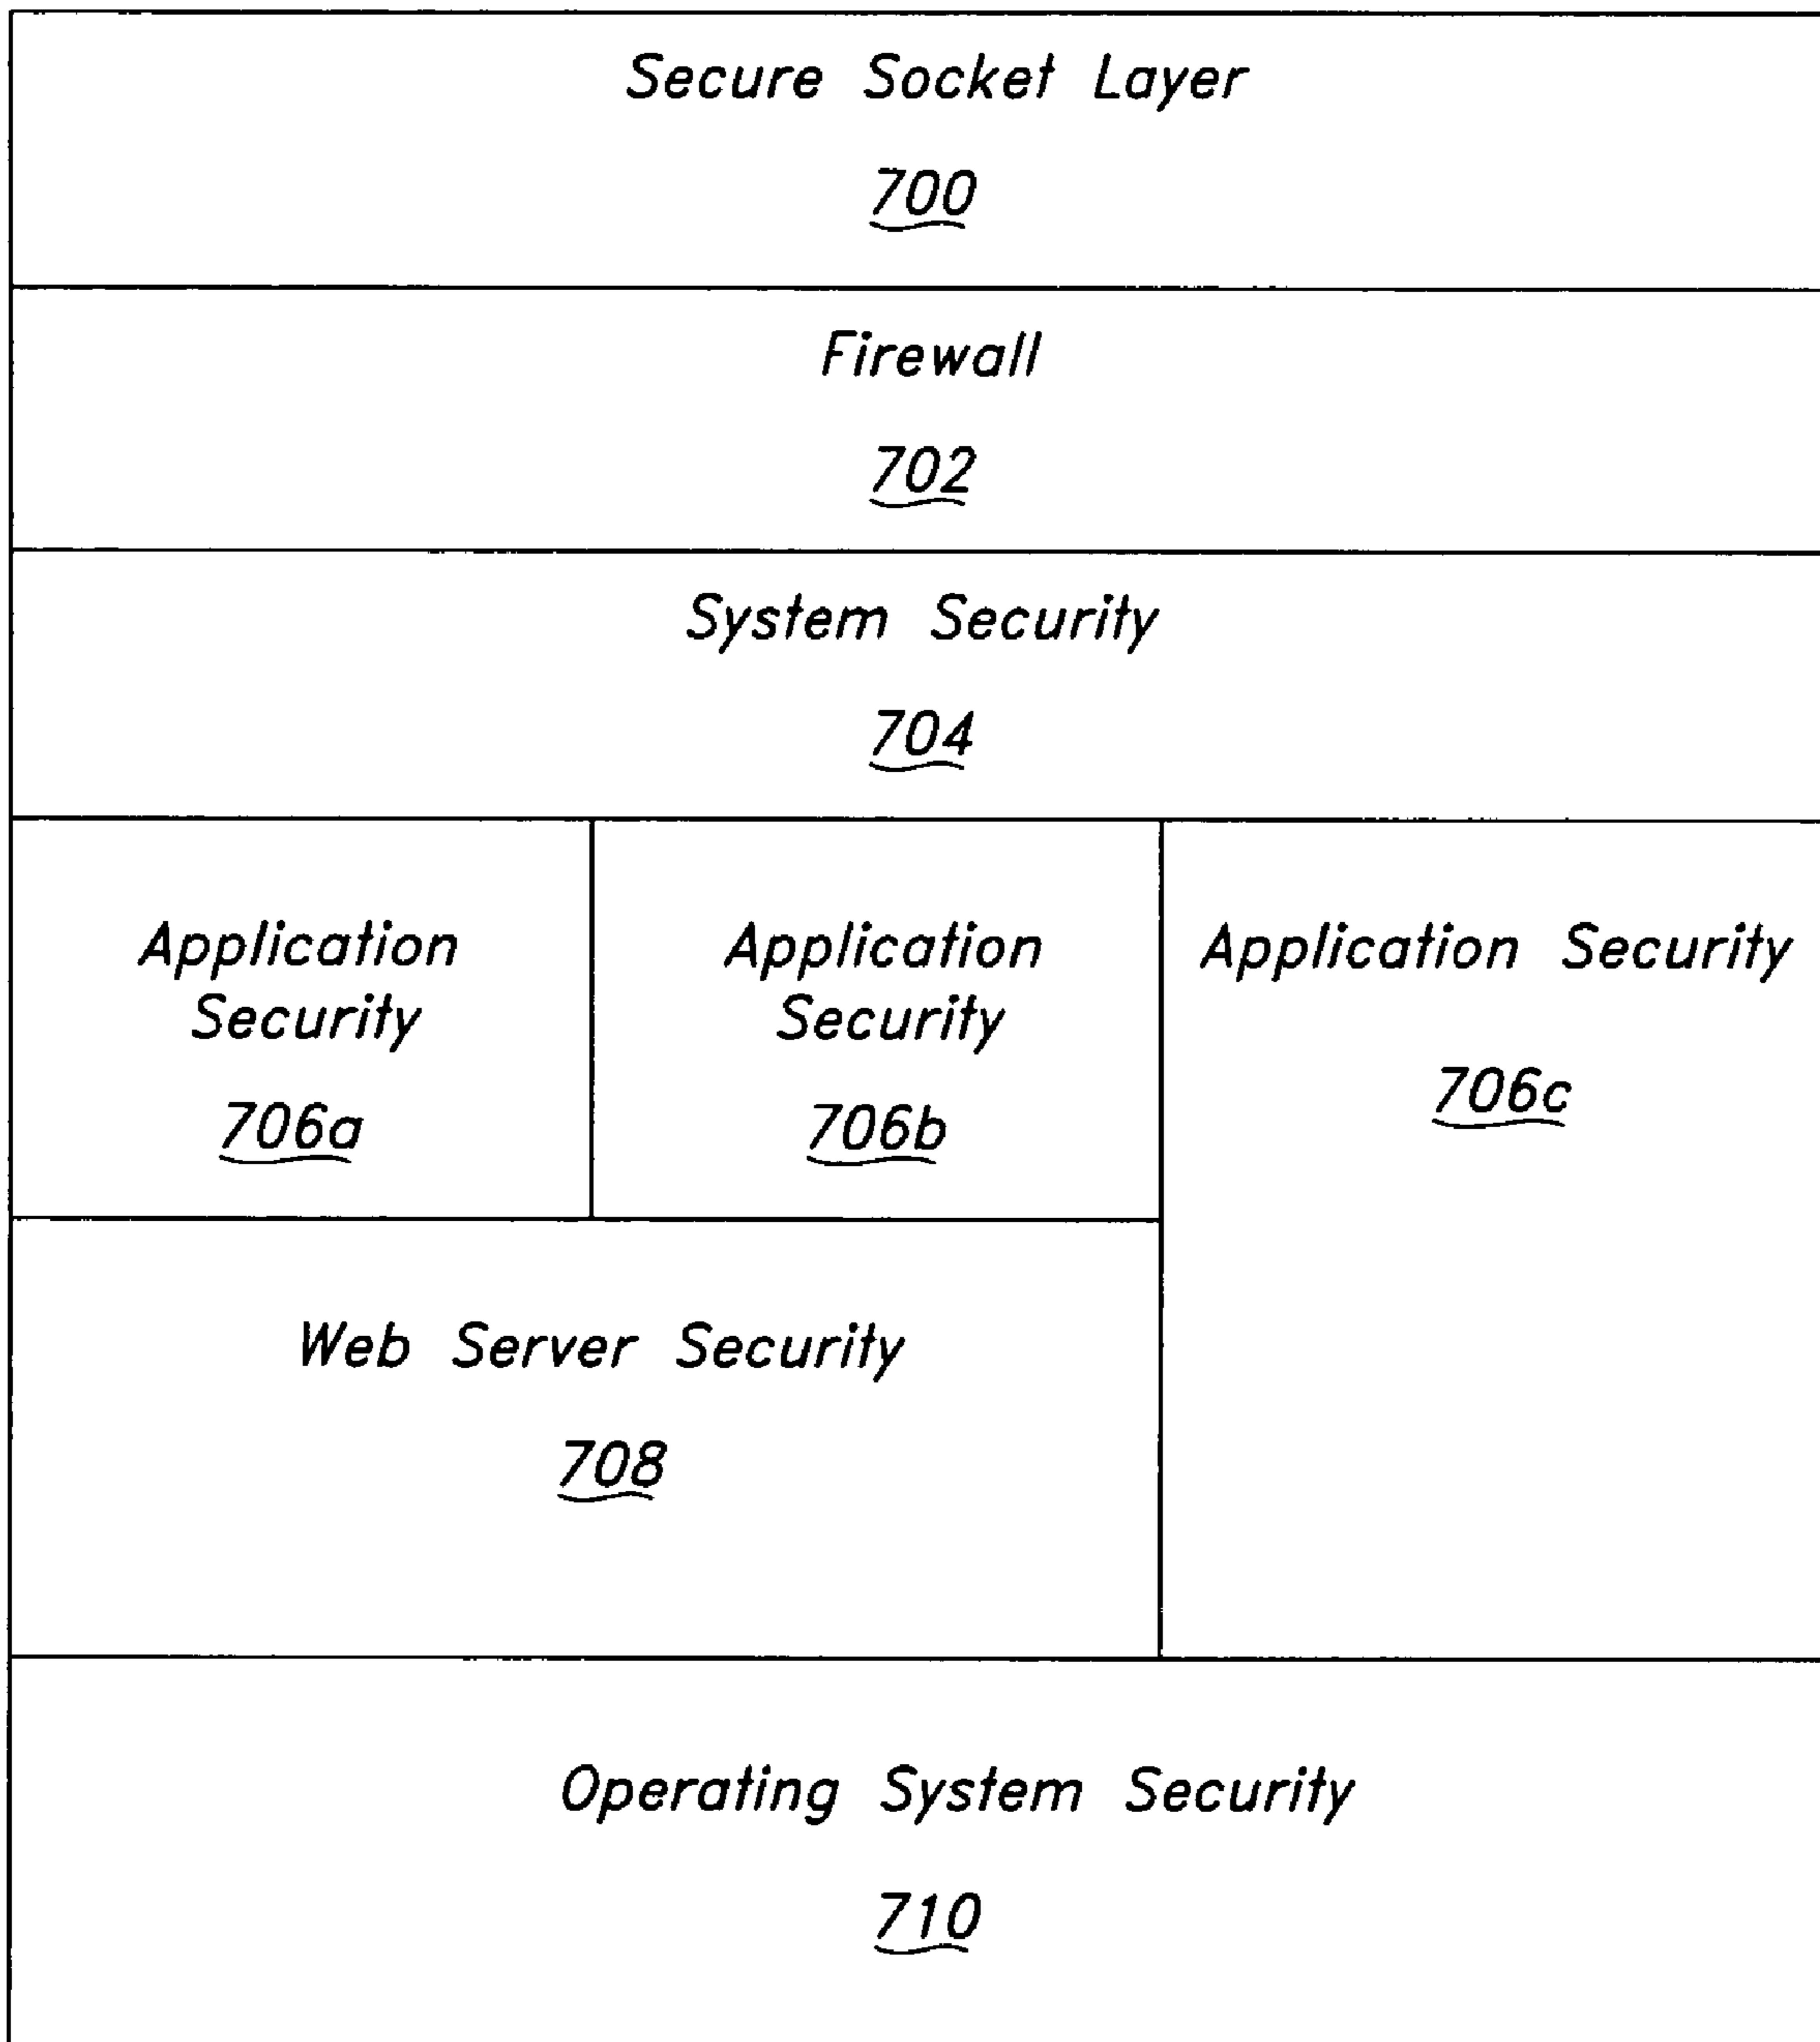 Secure Socket Layer
700
Firewall
702
System Security
704
Application
Security
706a
Application
Security
706b
Application Security
706c
Web Server Security
708
Operating System Security
710